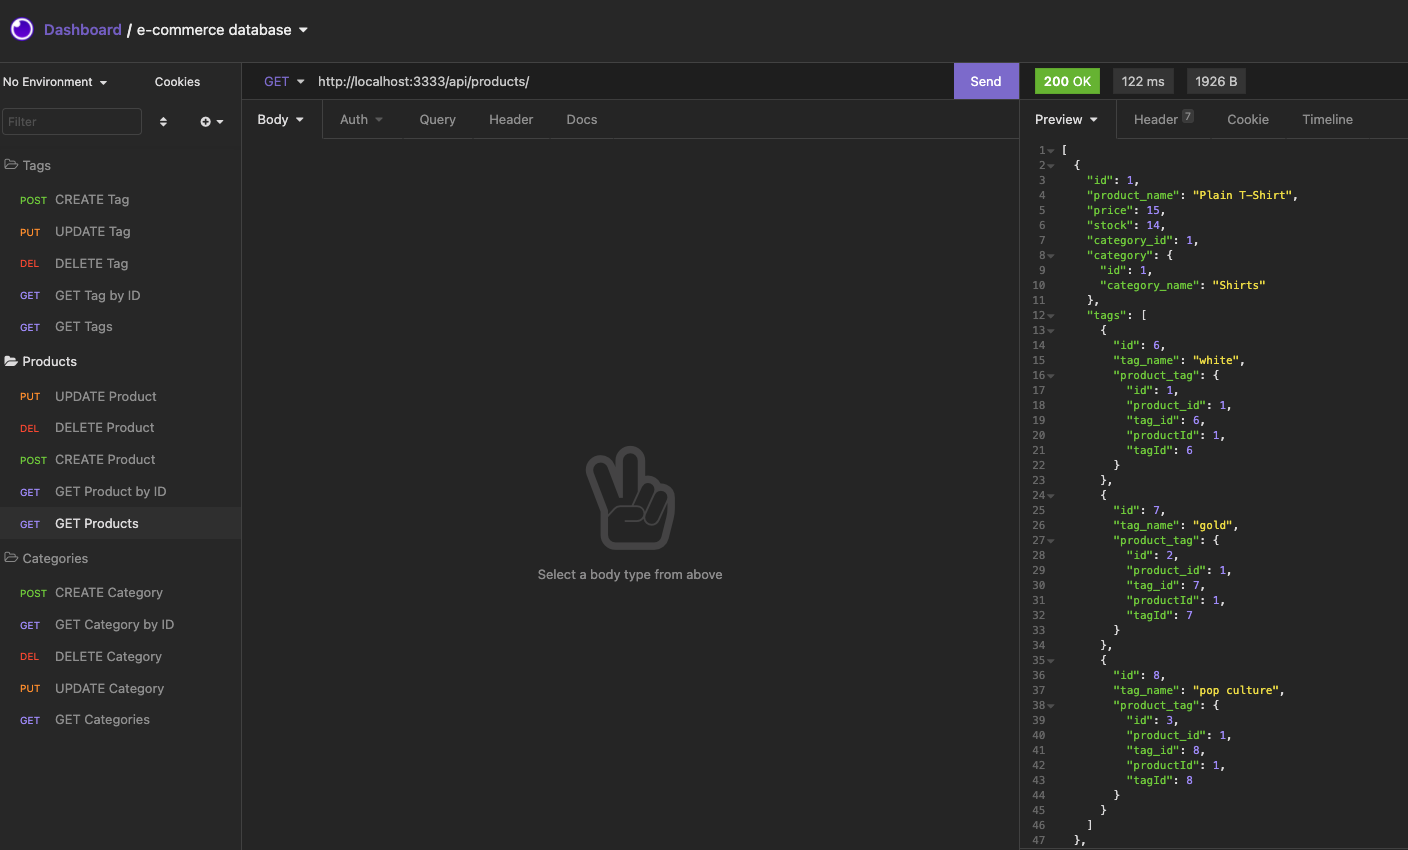 Dashboard / e-commerce database
No Environment
Cookies
Filter
Tags
POST CREATE Tag
PUT UPDATE Tag
DEL DELETE Tag
GET GET Tag by ID
GET GET Tags
Products
PUT UPDATE Product
DEL DELETE Product
POST CREATE Product
GET GET Product by ID
GET GET Products
Categories
POST CREATE Category
GET GET Category by ID
DEL DELETE Category
PUT UPDATE Category
GET GET Categories
GET http://localhost:3333/api/products/ Send
Body Auth Query Header Docs
Select a body type from above
200 OK 122 ms 1926 B
Preview Header 7 Cookie Timeline
1 [
2 {
3 "id": 1,
4 "product_name": "Plain T-Shirt",
5 "price": 15,
6 "stock": 14,
7 "category_id": 1,
8 "category": {
9 "id": 1,
10 "category_name": "Shirts"
11 },
12 "tags": [
13 {
14 "id": 6,
15 "tag_name": "white",
16 "product_tag": {
17 "id": 1,
18 "product_id": 1,
19 "tag_id": 6,
20 "productId": 1,
21 "tagId": 6
22 }
23 },
24 {
25 "id": 7,
26 "tag_name": "gold",
27 "product_tag": {
28 "id": 2,
29 "product_id": 1,
30 "tag_id": 7,
31 "productId": 1,
32 "tagId": 7
33 }
34 },
35 {
36 "id": 8,
37 "tag_name": "pop culture",
38 "product_tag": {
39 "id": 3,
40 "product_id": 1,
41 "tag_id": 8,
42 "productId": 1,
43 "tagId": 8
44 }
45 }
46 ]
47 },